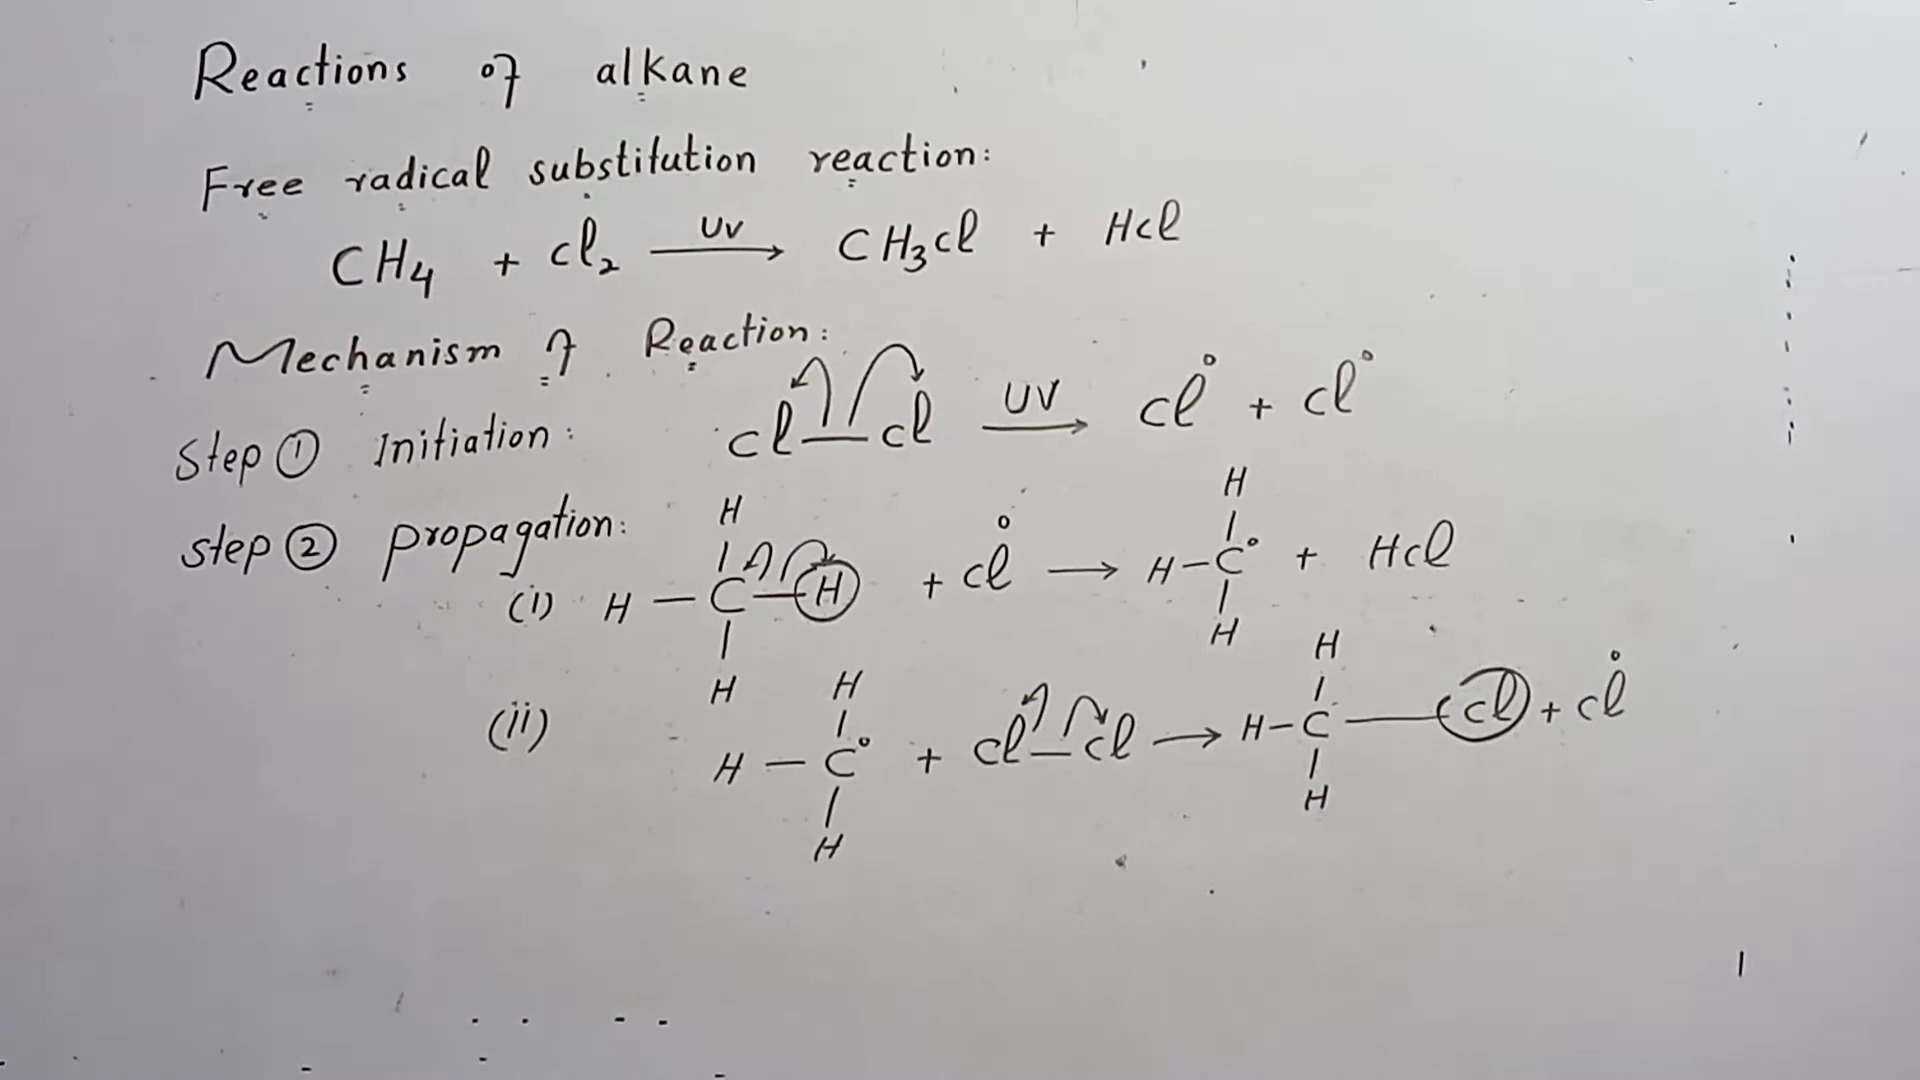 Reactions of alkane
Free radical substitution reaction:
CH4 + cl2 UV → CH3cl + Hcl
Mechanism of Reaction:
Step ① Initiation: cl—cl UV → cl° + cl°
H
H
step ② propagation:
(i) H — C — H + cl° → H – C° + Hcl
H
H
H
H
(ii) H — C° + cl—cl → H – C — cl + cl°
H
H